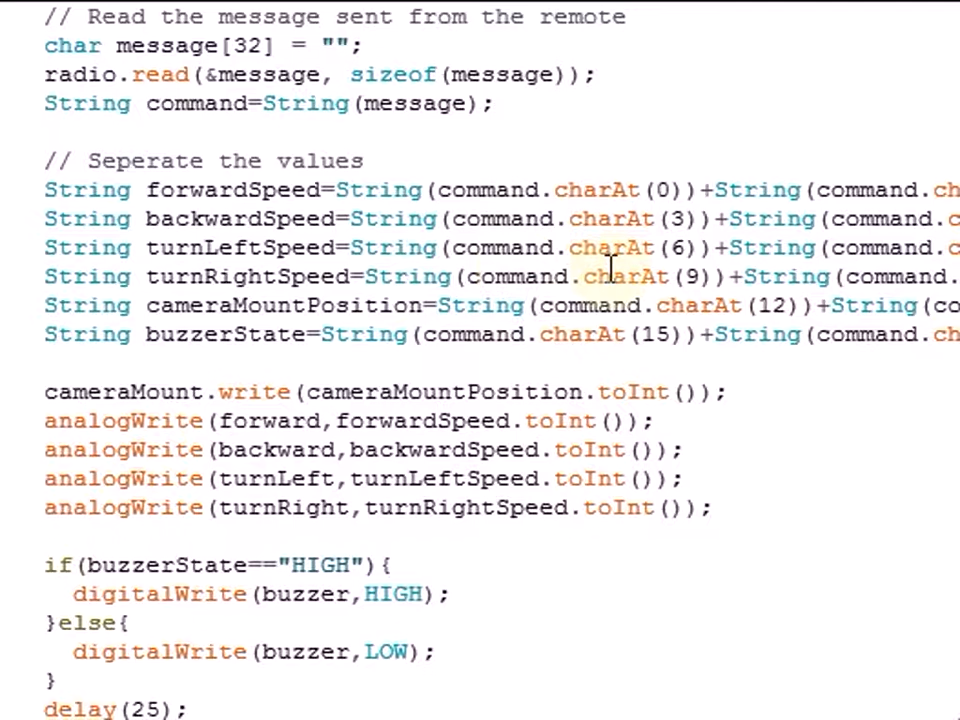 // Read the message sent from the remote
char message[32] = "";
radio.read(&message, sizeof(message));
String command=String(message);
// Seperate the values
String forwardSpeed=String(command.charAt(0))+String(command.ch
String backwardSpeed=String(command.charAt(3))+String(command.c
String turnLeftSpeed=String(command.charAt(6))+String(command.c
String turnRightSpeed=String(command.charAt(9))+String(command.
String cameraMountPosition=String(command.charAt(12))+String(co
String buzzerState=String(command.charAt(15))+String(command.ch
cameraMount.write(cameraMountPosition.toInt());
analogWrite(forward,forwardSpeed.toInt());
analogWrite(backward,backwardSpeed.toInt());
analogWrite(turnLeft,turnLeftSpeed.toInt());
analogWrite(turnRight,turnRightSpeed.toInt());
if(buzzerState=="HIGH"){
digitalWrite(buzzer,HIGH);
}else{
digitalWrite(buzzer,LOW);
}
delay(25);